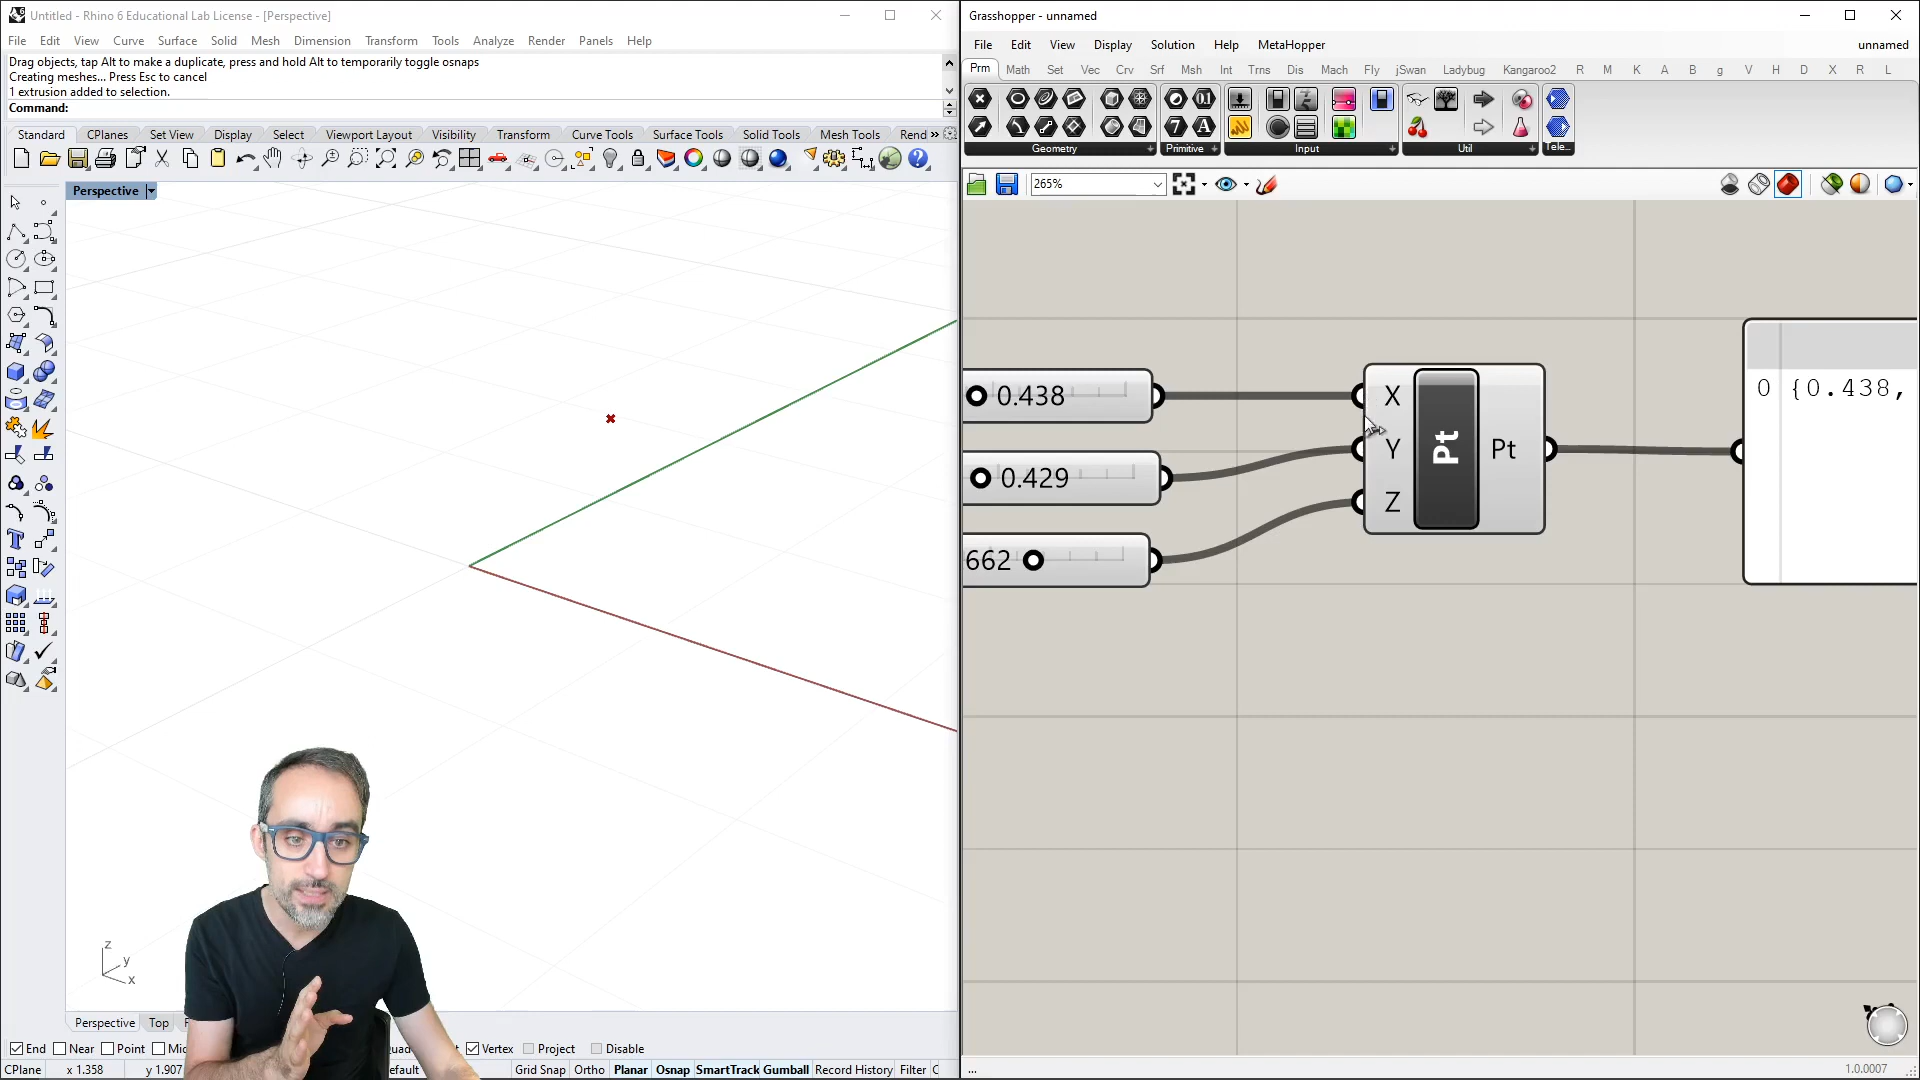 Untitled - Rhino 6 Educational Lab License - [Perspective]
File Edit View Curve Surface Solid Mesh Dimension Transform Tools Analyze Render Panels Help
Drag objects, tap Alt to make a duplicate, press and hold Alt to temporarily toggle osnaps
Creating meshes... Press Esc to cancel
1 extrusion added to selection.
Command:
Standard CPlanes Set View Display Select Viewport Layout Visibility Transform Curve Tools Surface Tools Solid Tools Mesh Tools Rend »
Perspective
z
y
x
Perspective Top
End Near Point Vertex Project Disable
CPlane x 1.358 y 1.907 Grid Snap Ortho Planar Osnap SmartTrack Gumball Record History Filter
Grasshopper - unnamed
File Edit View Display Solution Help MetaHopper unnamed
Prm Math Set Vec Crv Srf Msh Int Trns Dis Mach Fly jSwan Ladybug Kangaroo2 R M K A B g V H D X R L
Geometry Primitive Input Util Tele...
265%
0.438
0.429
662
X
Y
Z
Pt
Pt
0 {0.438,
... 1.0.0007